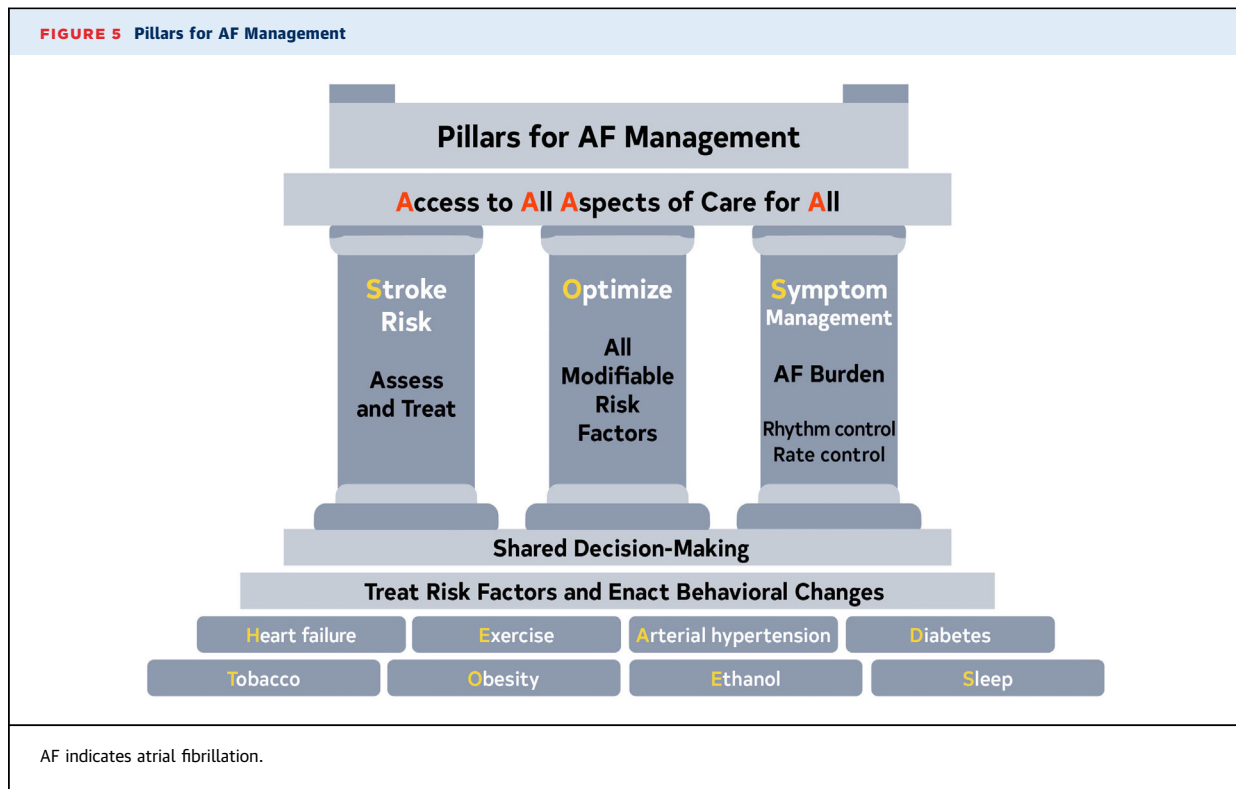 FIGURE 5 Pillars for AF Management
Pillars for AF Management
Access to All Aspects of Care for All
Stroke
Risk
Assess
and Treat
Optimize
All
Modifiable
Risk
Factors
Symptom
Management
AF Burden
Rhythm control
Rate control
Shared Decision-Making
Treat Risk Factors and Enact Behavioral Changes
Heart failure
Exercise
Arterial hypertension
Diabetes
Tobacco
Obesity
Ethanol
Sleep
AF indicates atrial fibrillation.